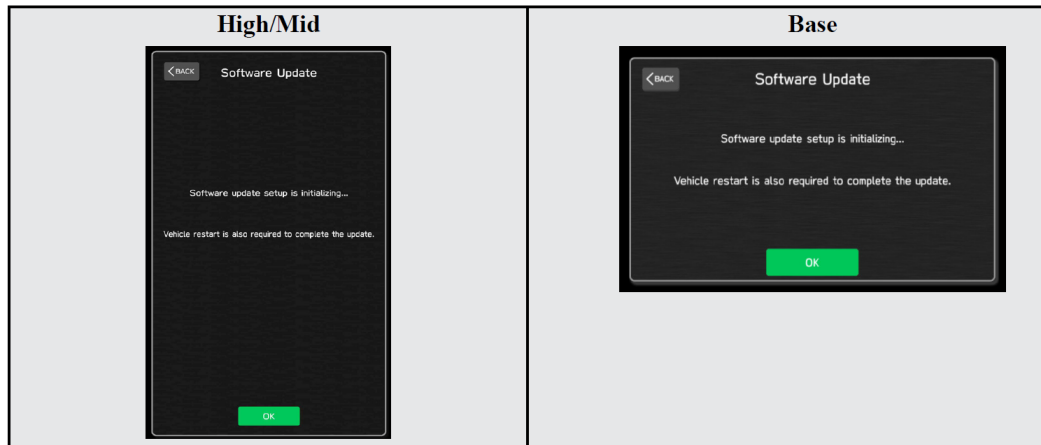 High/Mid
BACK
Software Update
Software update setup is initializing...
Vehicle restart is also required to complete the update.
OK
Base
BACK
Software Update
Software update setup is initializing...
Vehicle restart is also required to complete the update.
OK